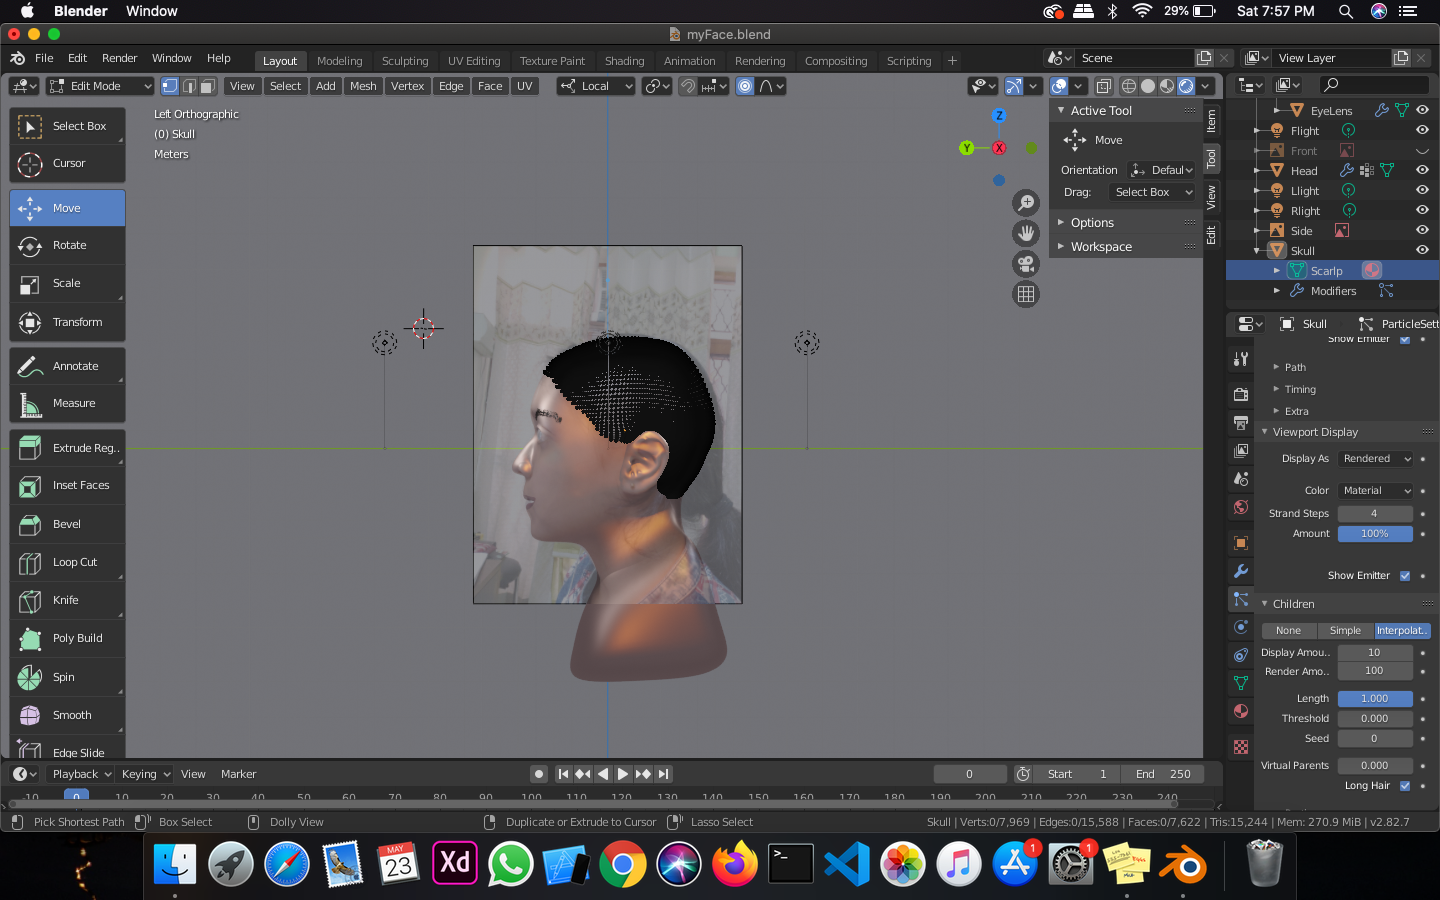 Blender Window 29% Sat 7:57 PM
myFace.blend
File Edit Render Window Help Layout Modeling Sculpting UV Editing Texture Paint Shading Animation Rendering Compositing Scripting + Scene View Layer
Edit Mode View Select Add Mesh Vertex Edge Face UV Local
Left Orthographic
(0) Skull
Meters
Select Box
Cursor
Move
Rotate
Scale
Transform
Annotate
Measure
Extrude Reg..
Inset Faces
Bevel
Loop Cut
Knife
Poly Build
Spin
Smooth
Edge Slide
Z
Y
X
Active Tool
Move
Orientation Defaul
Drag: Select Box
Options
Workspace
Item
Tool
View
Edit
EyeLens
Flight
Front
Head
Llight
Rlight
Side
Skull
Scarlp
Modifiers
Skull ParticleSett
Show Emitter
Path
Timing
Extra
Viewport Display
Display As Rendered
Color Material
Strand Steps 4
Amount 100%
Show Emitter
Children
None Simple Interpolat..
Display Amou.. 10
Render Amo.. 100
Length 1.000
Threshold 0.000
Seed 0
Virtual Parents 0.000
Long Hair
Playback Keying View Marker 0 Start 1 End 250
-10 0 10 20 30 40 50 60 70 80 90 100 110 120 130 140 150 160 170 180 190 200 210 220 230 240
Pick Shortest Path Box Select Dolly View Duplicate or Extrude to Cursor Lasso Select Skull | Verts:0/7,969 | Edges:0/15,588 | Faces:0/7,622 | Tris:15,244 | Mem: 270.9 MiB | v2.82.7
MAY
23
Xd
>_
1
1